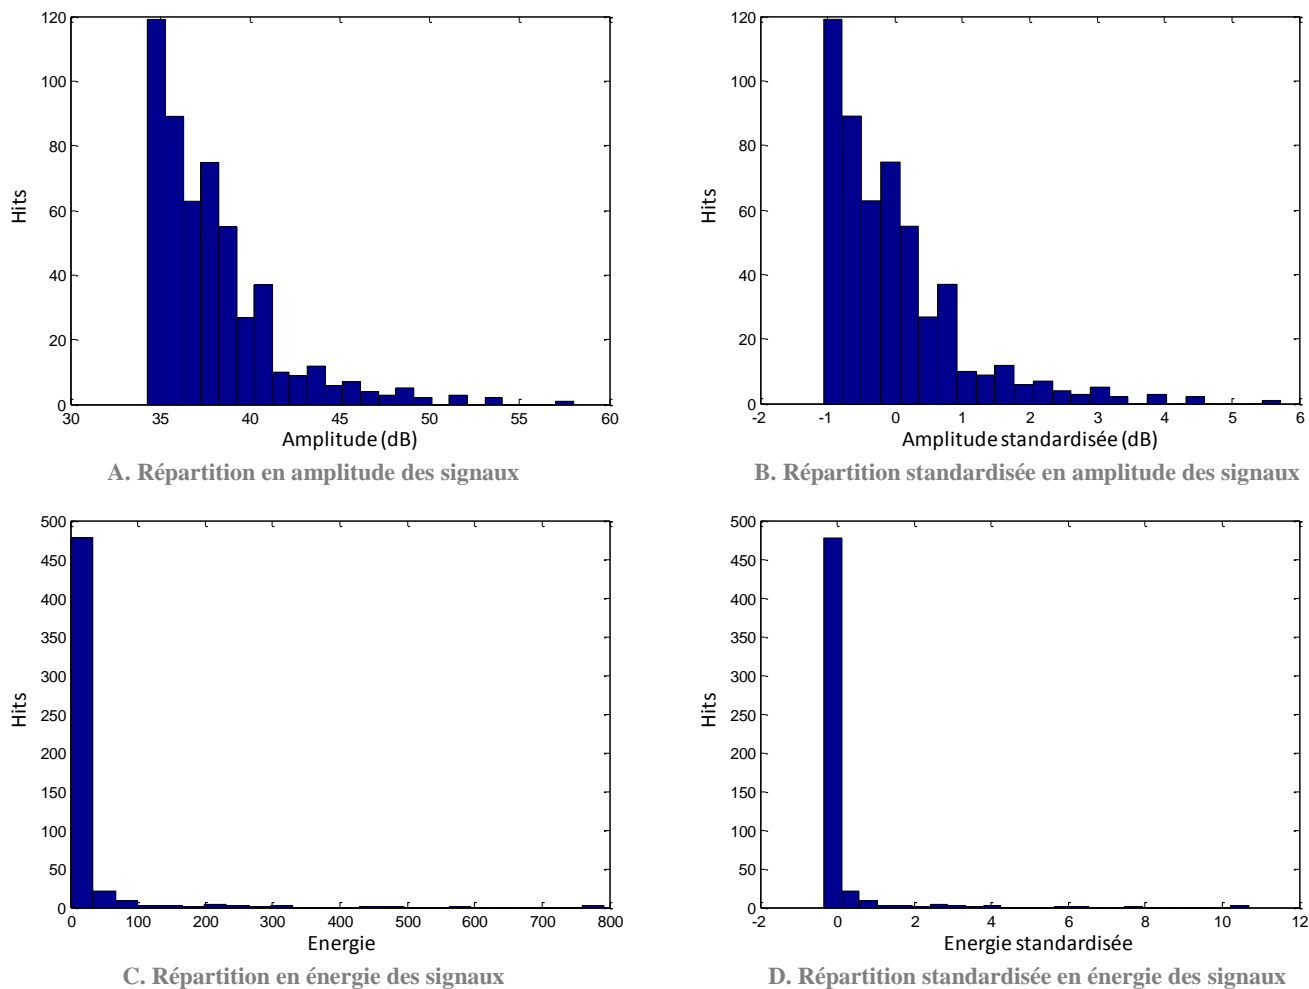 120
100
80
60
40
20
0
Hits
30 35 40 45 50 55 60
Amplitude (dB)
A. Répartition en amplitude des signaux
120
100
80
60
40
20
0
Hits
-2 -1 0 1 2 3 4 5 6
Amplitude standardisée (dB)
B. Répartition standardisée en amplitude des signaux
500
450
400
350
300
250
200
150
100
50
0
Hits
0 100 200 300 400 500 600 700 800
Energie
C. Répartition en énergie des signaux
500
450
400
350
300
250
200
150
100
50
0
Hits
-2 0 2 4 6 8 10 12
Energie standardisée
D. Répartition standardisée en énergie des signaux